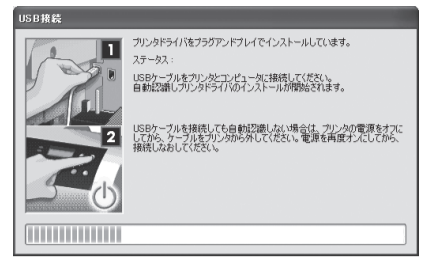 USB接続
1
プリンタドライバをプラグアンドプレイでインストールしています。
ステータス：
USBケーブルをプリンタとコンピュータに接続してください。
自動認識しプリンタドライバのインストールが開始されます。
2
USBケーブルを接続しても自動認識しない場合は、プリンタの電源をオフに
してから、ケーブルをプリンタから外してください。電源を再度オンにしてから、
接続しなおしてください。